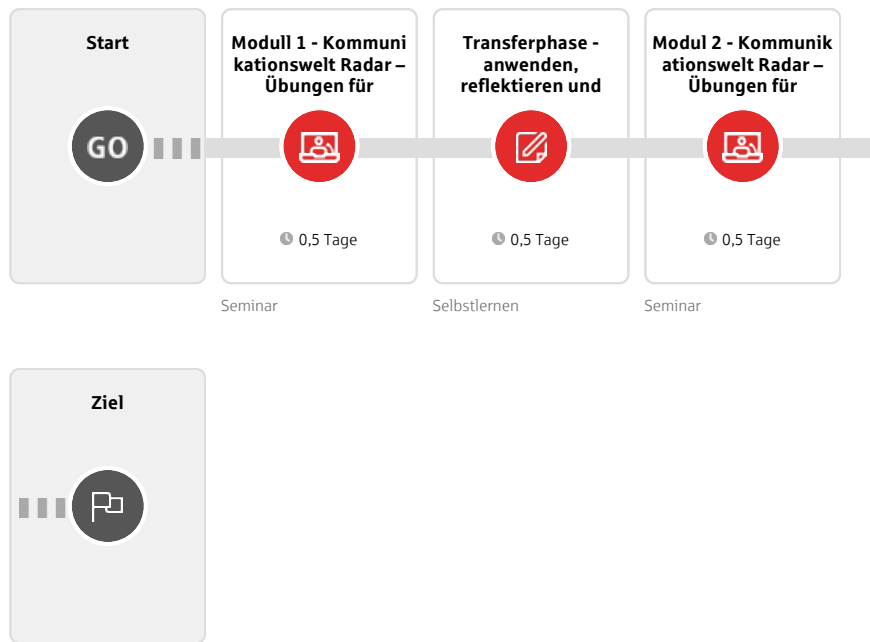 Start
Modull 1 - Kommuni
kationswelt Radar –
Übungen für
Transferphase -
anwenden,
reflektieren und
Modul 2 - Kommunik
ationswelt Radar –
Übungen für
GO
0,5 Tage
0,5 Tage
0,5 Tage
Seminar
Selbstlernen
Seminar
Ziel